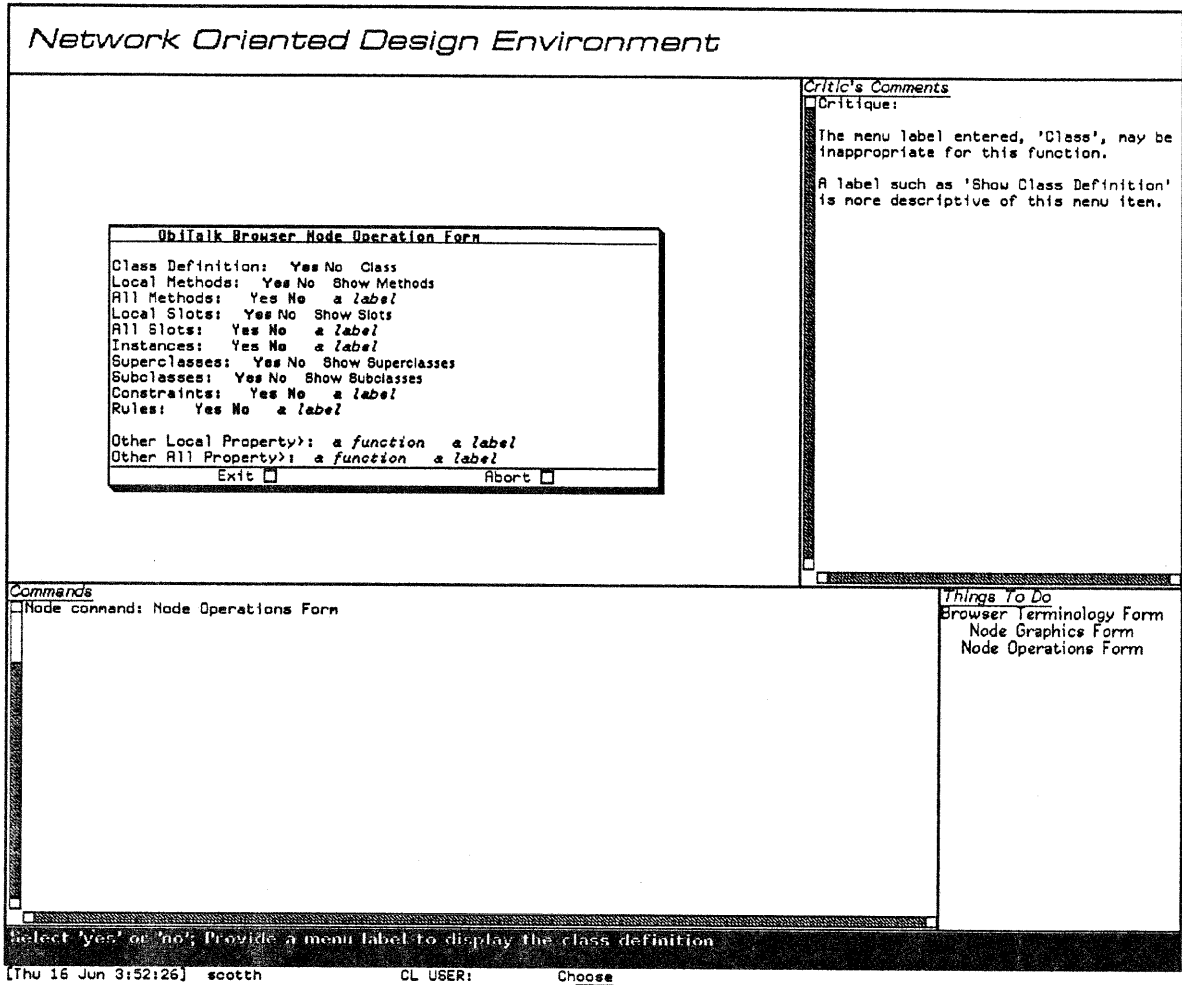 Network Oriented Design Environment
Critic's Comments
Critique:
The menu label entered, 'Class', may be
inappropriate for this function.
A label such as 'Show Class Definition'
is more descriptive of this menu item.
ObjTalk Browser Node Operation Form
Class Definition: Yes No Class
Local Methods: Yes No Show Methods
All Methods: Yes No a label
Local Slots: Yes No Show Slots
All Slots: Yes No a label
Instances: Yes No a label
Superclasses: Yes No Show Superclasses
Subclasses: Yes No Show Subclasses
Constraints: Yes No a label
Rules: Yes No a label
Other Local Property>: a function a label
Other All Property>: a function a label
Exit Abort
Commands
Node command: Node Operations Form
Things To Do
Browser Terminology Form
Node Graphics Form
Node Operations Form
Select 'yes' or 'no'; Provide a menu label to display the class definition
[Thu 16 Jun 3:52:26] scotth CL USER: Choose